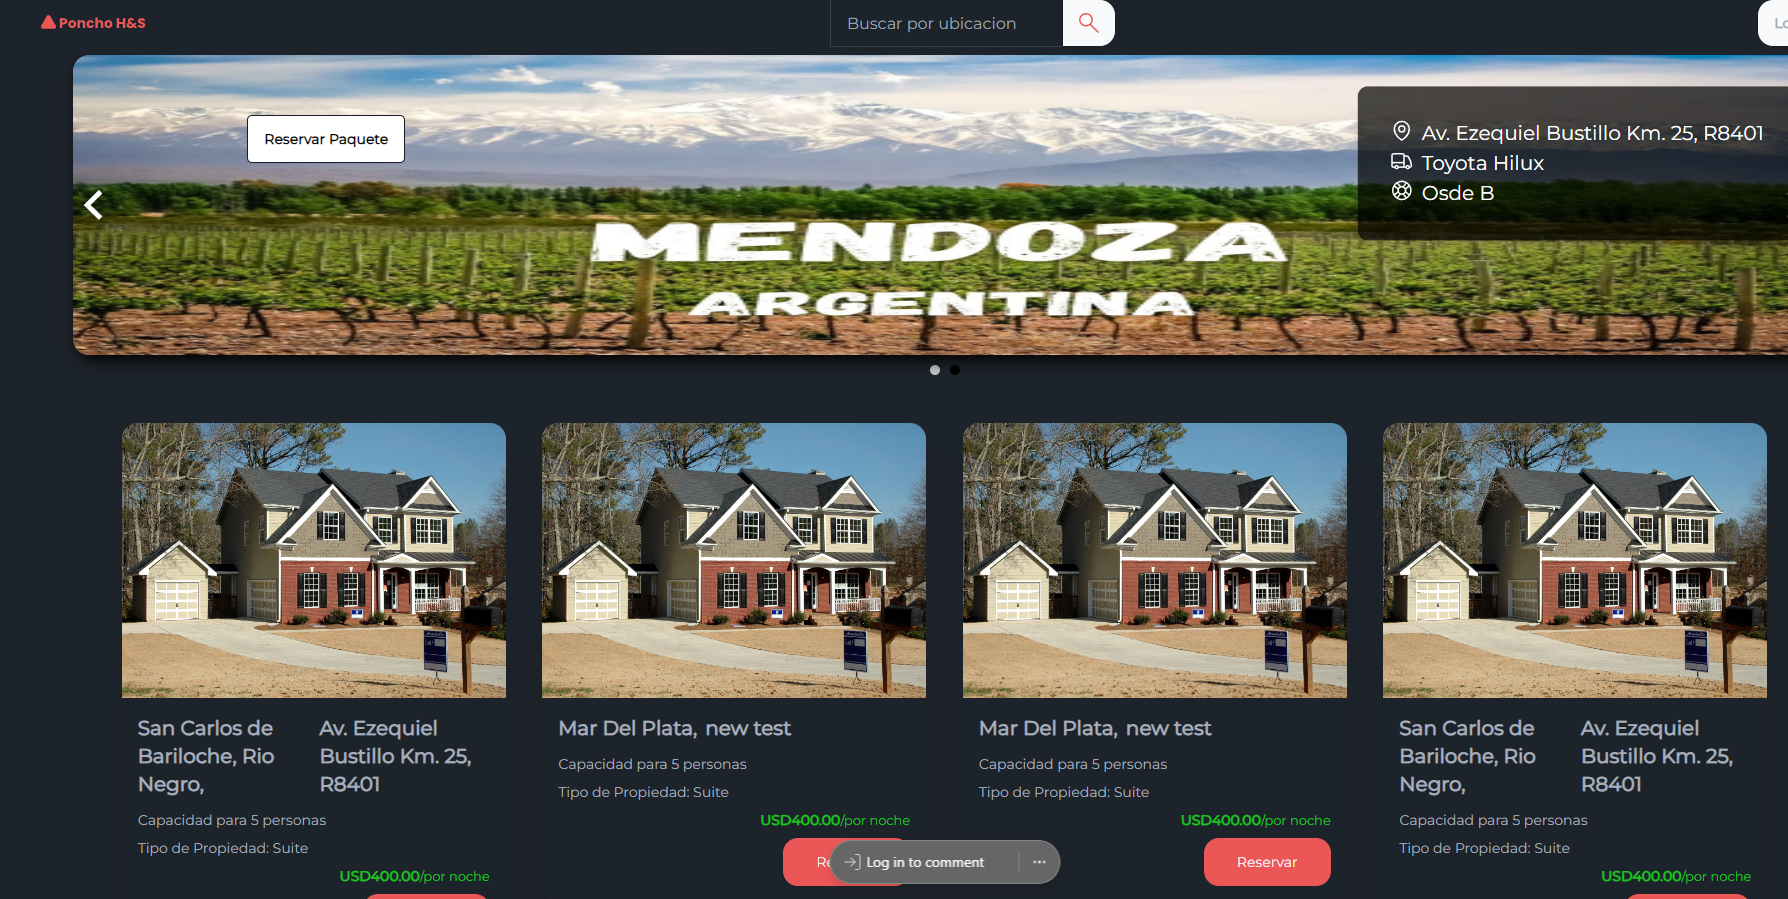 Poncho H&S
Buscar por ubicacion
Reservar Paquete
Av. Ezequiel Bustillo Km. 25, R8401
Toyota Hilux
Osde B
MENDOZA
ARGENTINA
San Carlos de
Bariloche, Rio
Negro,
Av. Ezequiel
Bustillo Km. 25,
R8401
Capacidad para 5 personas
Tipo de Propiedad: Suite
USD400.00/por noche
Mar Del Plata, new test
Capacidad para 5 personas
Tipo de Propiedad: Suite
USD400.00/por noche
Mar Del Plata, new test
Capacidad para 5 personas
Tipo de Propiedad: Suite
USD400.00/por noche
Reservar
San Carlos de
Bariloche, Rio
Negro,
Av. Ezequiel
Bustillo Km. 25,
R8401
Capacidad para 5 personas
Tipo de Propiedad: Suite
USD400.00/por noche
Log in to comment